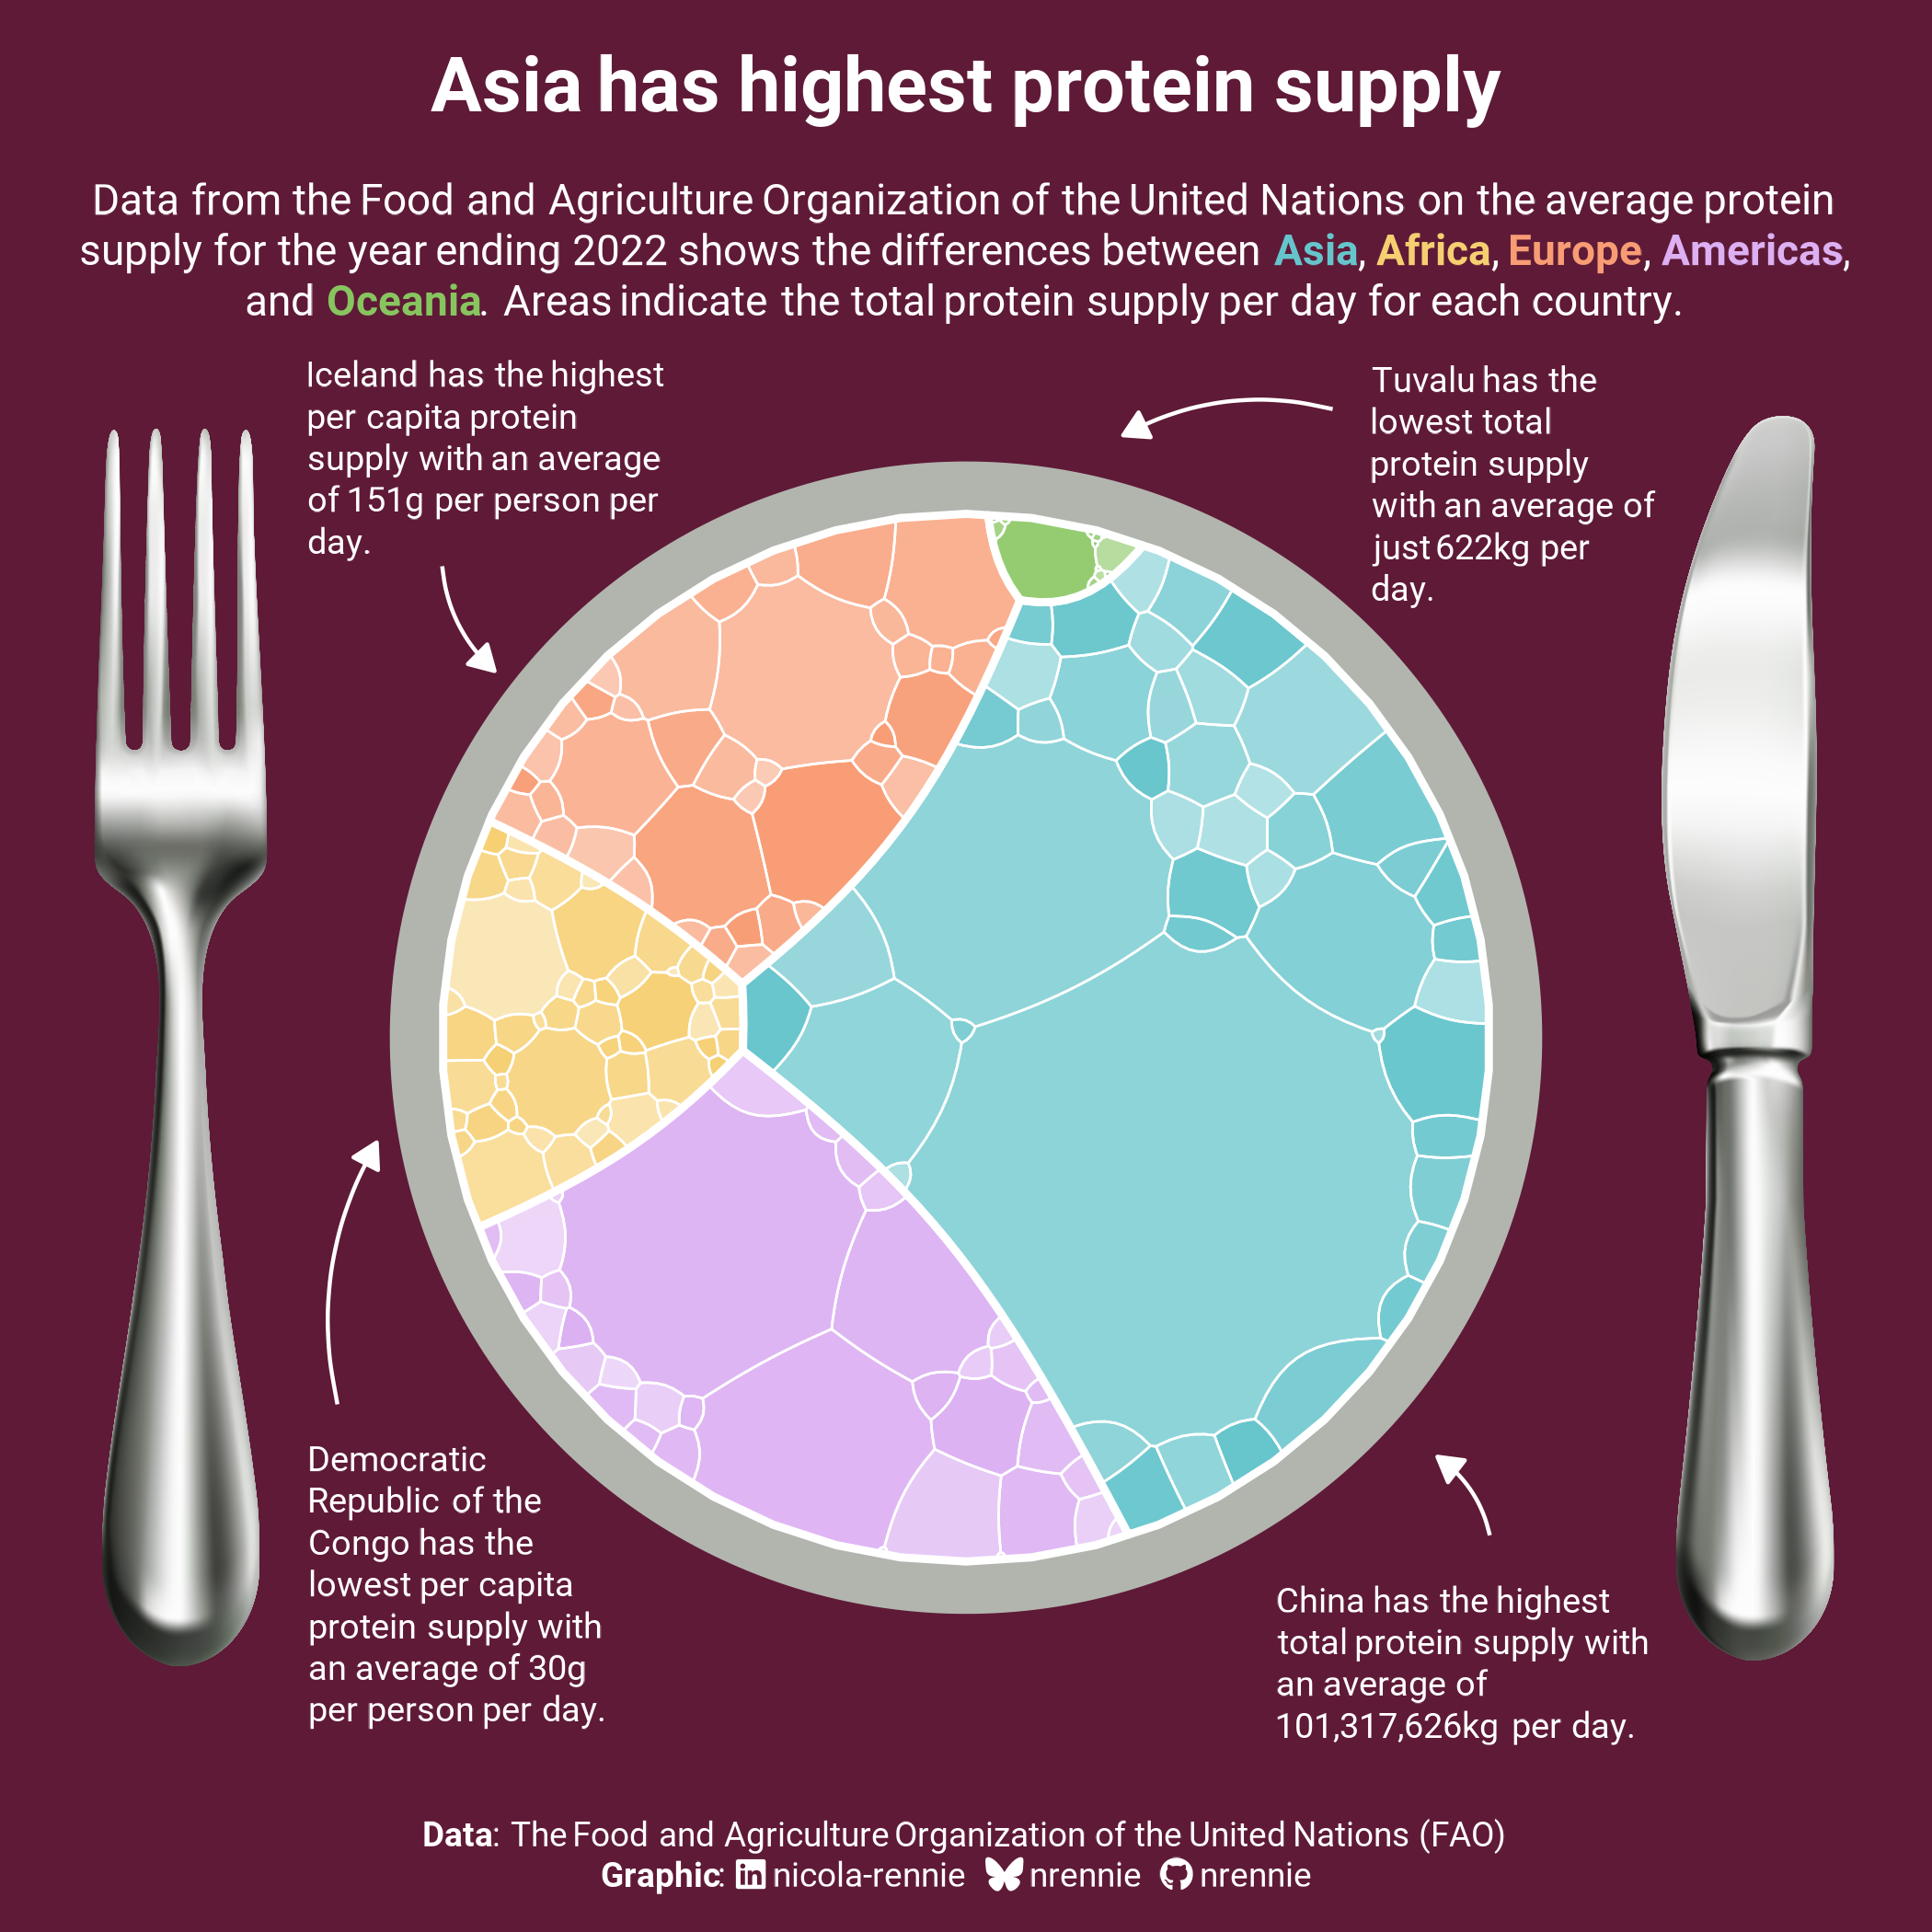 Asia has highest protein supply
Data from the Food and Agriculture Organization of the United Nations on the average protein
supply for the year ending 2022 shows the differences between Asia, Africa, Europe, Americas,
and Oceania. Areas indicate the total protein supply per day for each country.
Iceland has the highest
per capita protein
supply with an average
of 151g per person per
day.
Tuvalu has the
lowest total
protein supply
with an average of
just 622kg per
day.
Democratic
Republic of the
Congo has the
lowest per capita
protein supply with
an average of 30g
per person per day.
China has the highest
total protein supply with
an average of
101,317,626kg per day.
Data: The Food and Agriculture Organization of the United Nations (FAO)
Graphic: in nicola-rennie nrennie nrennie